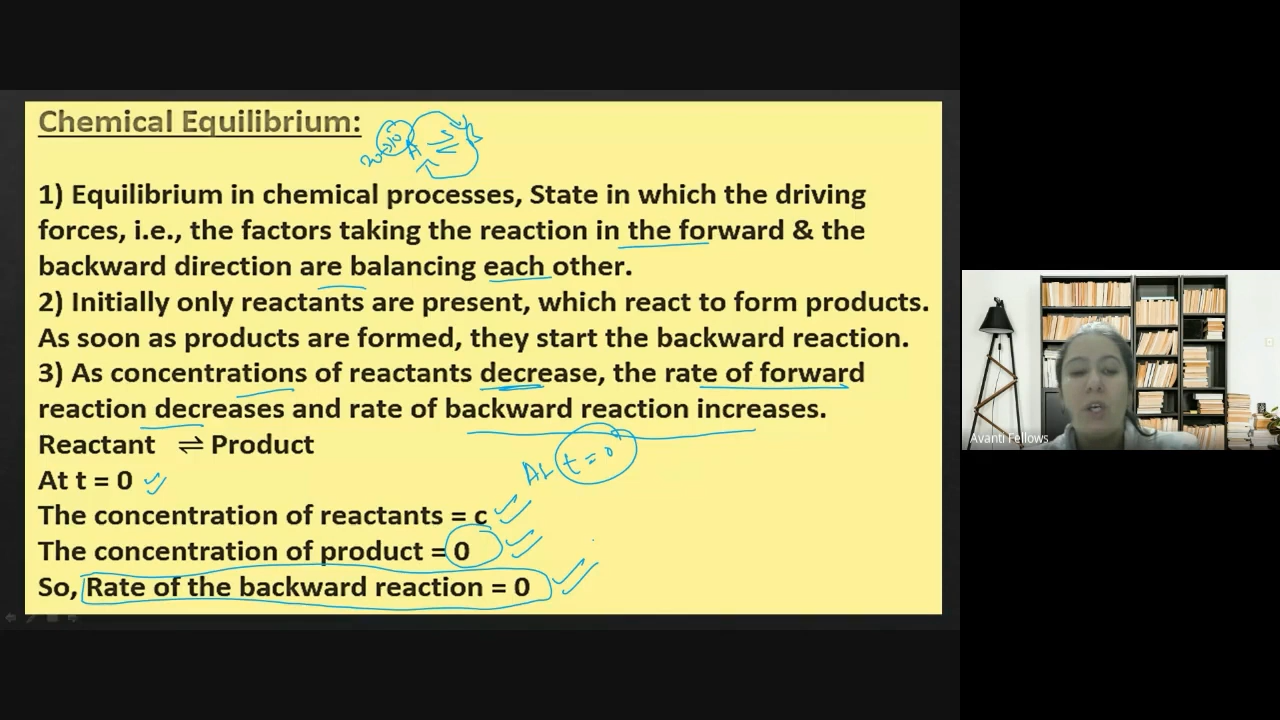 Chemical Equilibrium:
A ⇌ B
1) Equilibrium in chemical processes, State in which the driving
forces, i.e., the factors taking the reaction in the forward & the
backward direction are balancing each other.
2) Initially only reactants are present, which react to form products.
As soon as products are formed, they start the backward reaction.
3) As concentrations of reactants decrease, the rate of forward
reaction decreases and rate of backward reaction increases.
Reactant ⇌ Product
At t = 0
At t = 0
The concentration of reactants = c
The concentration of product = 0
So, Rate of the backward reaction = 0
Avanti Fellows